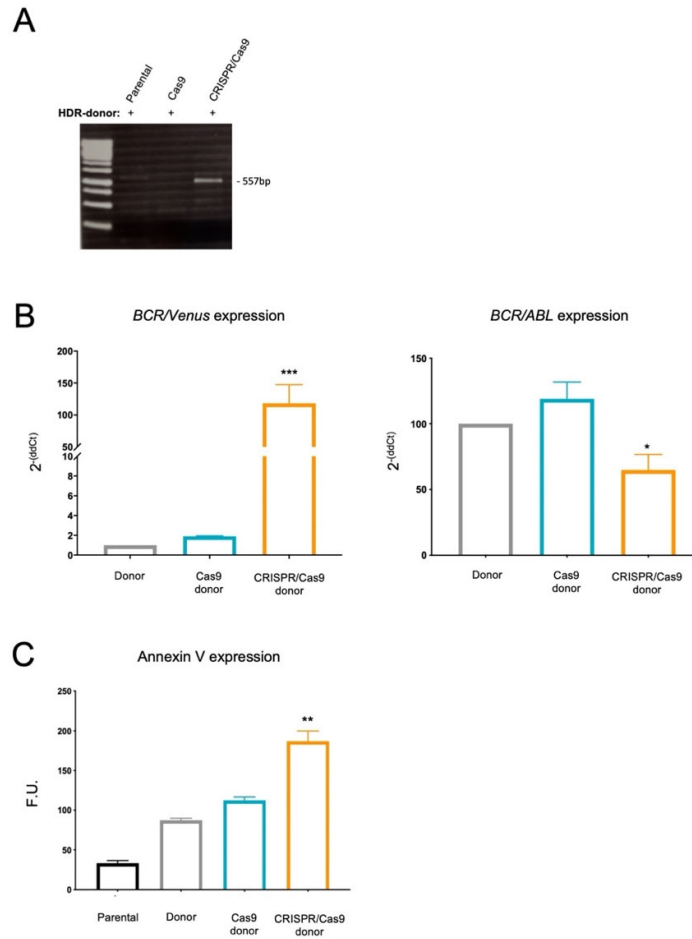 A
Parental
Cas9
CRISPR/Cas9
HDR-donor: + + +
- 557bp
B
BCR/Venus expression
200
150
100
50
10
8
6
4
2
0
2-(ddCt)
Donor
Cas9
donor
CRISPR/Cas9
donor
***
BCR/ABL expression
150
100
50
0
2-(ddCt)
Donor
Cas9
donor
CRISPR/Cas9
donor
*
C
Annexin V expression
250
200
150
100
50
0
F.U.
Parental
Donor
Cas9
donor
CRISPR/Cas9
donor
**